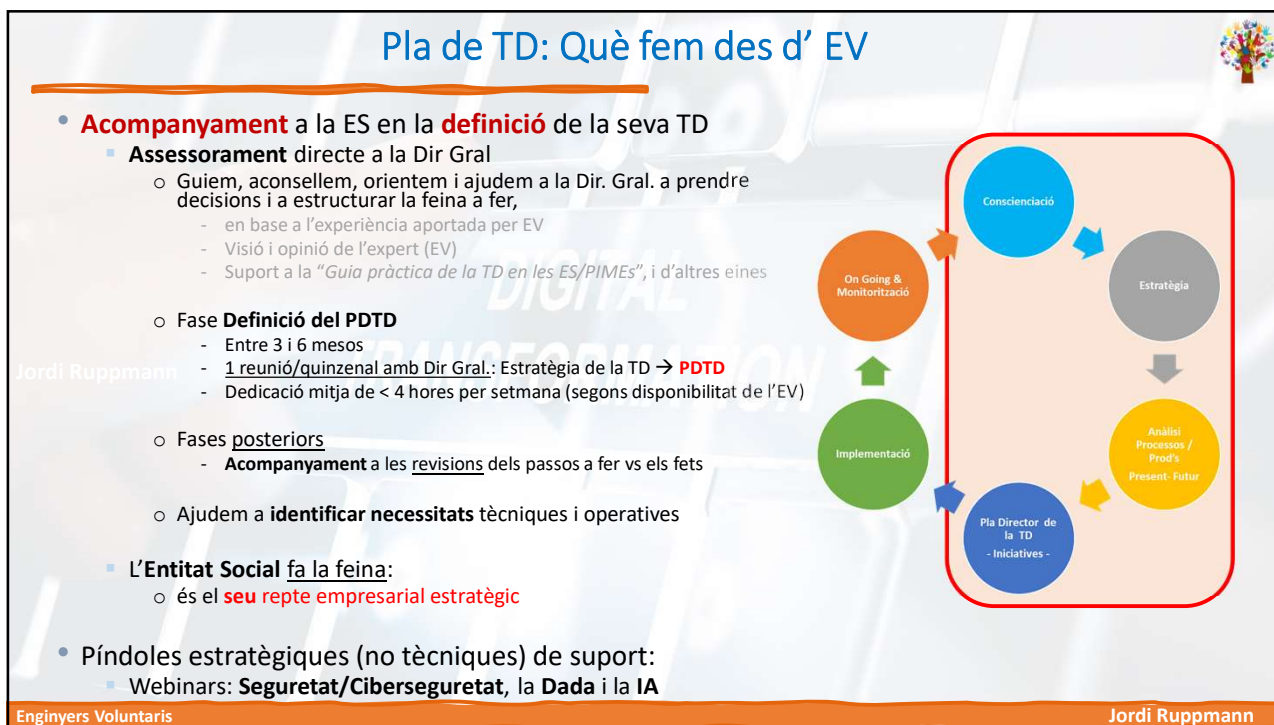 Pla de TD: Què fem des d' EV
• Acompanyament a la ES en la definició de la seva TD
▪ Assessorament directe a la Dir Gral
o Guiem, aconsellem, orientem i ajudem a la Dir. Gral. a prendre
decisions i a estructurar la feina a fer,
- en base a l'experiència aportada per EV
- Visió i opinió de l'expert (EV)
- Suport a la "Guia pràctica de la TD en les ES/PIMEs", i d'altres eines
o Fase Definició del PDTD
- Entre 3 i 6 mesos
- 1 reunió/quinzenal amb Dir Gral.: Estratègia de la TD → PDTD
- Dedicació mitja de < 4 hores per setmana (segons disponibilitat de l'EV)
o Fases posteriors
- Acompanyament a les revisions dels passos a fer vs els fets
o Ajudem a identificar necessitats tècniques i operatives
▪ L'Entitat Social fa la feina:
o és el seu repte empresarial estratègic
• Píndoles estratègiques (no tècniques) de suport:
▪ Webinars: Seguretat/Ciberseguretat, la Dada i la IA
Jordi Ruppmann
DIGITAL
TRANSFORMATION
Conscienciació
Estratègia
Anàlisi
Processos /
Prod's
Present- Futur
Pla Director de
la TD
- Iniciatives -
Implementació
On Going &
Monitorització
Enginyers Voluntaris
Jordi Ruppmann